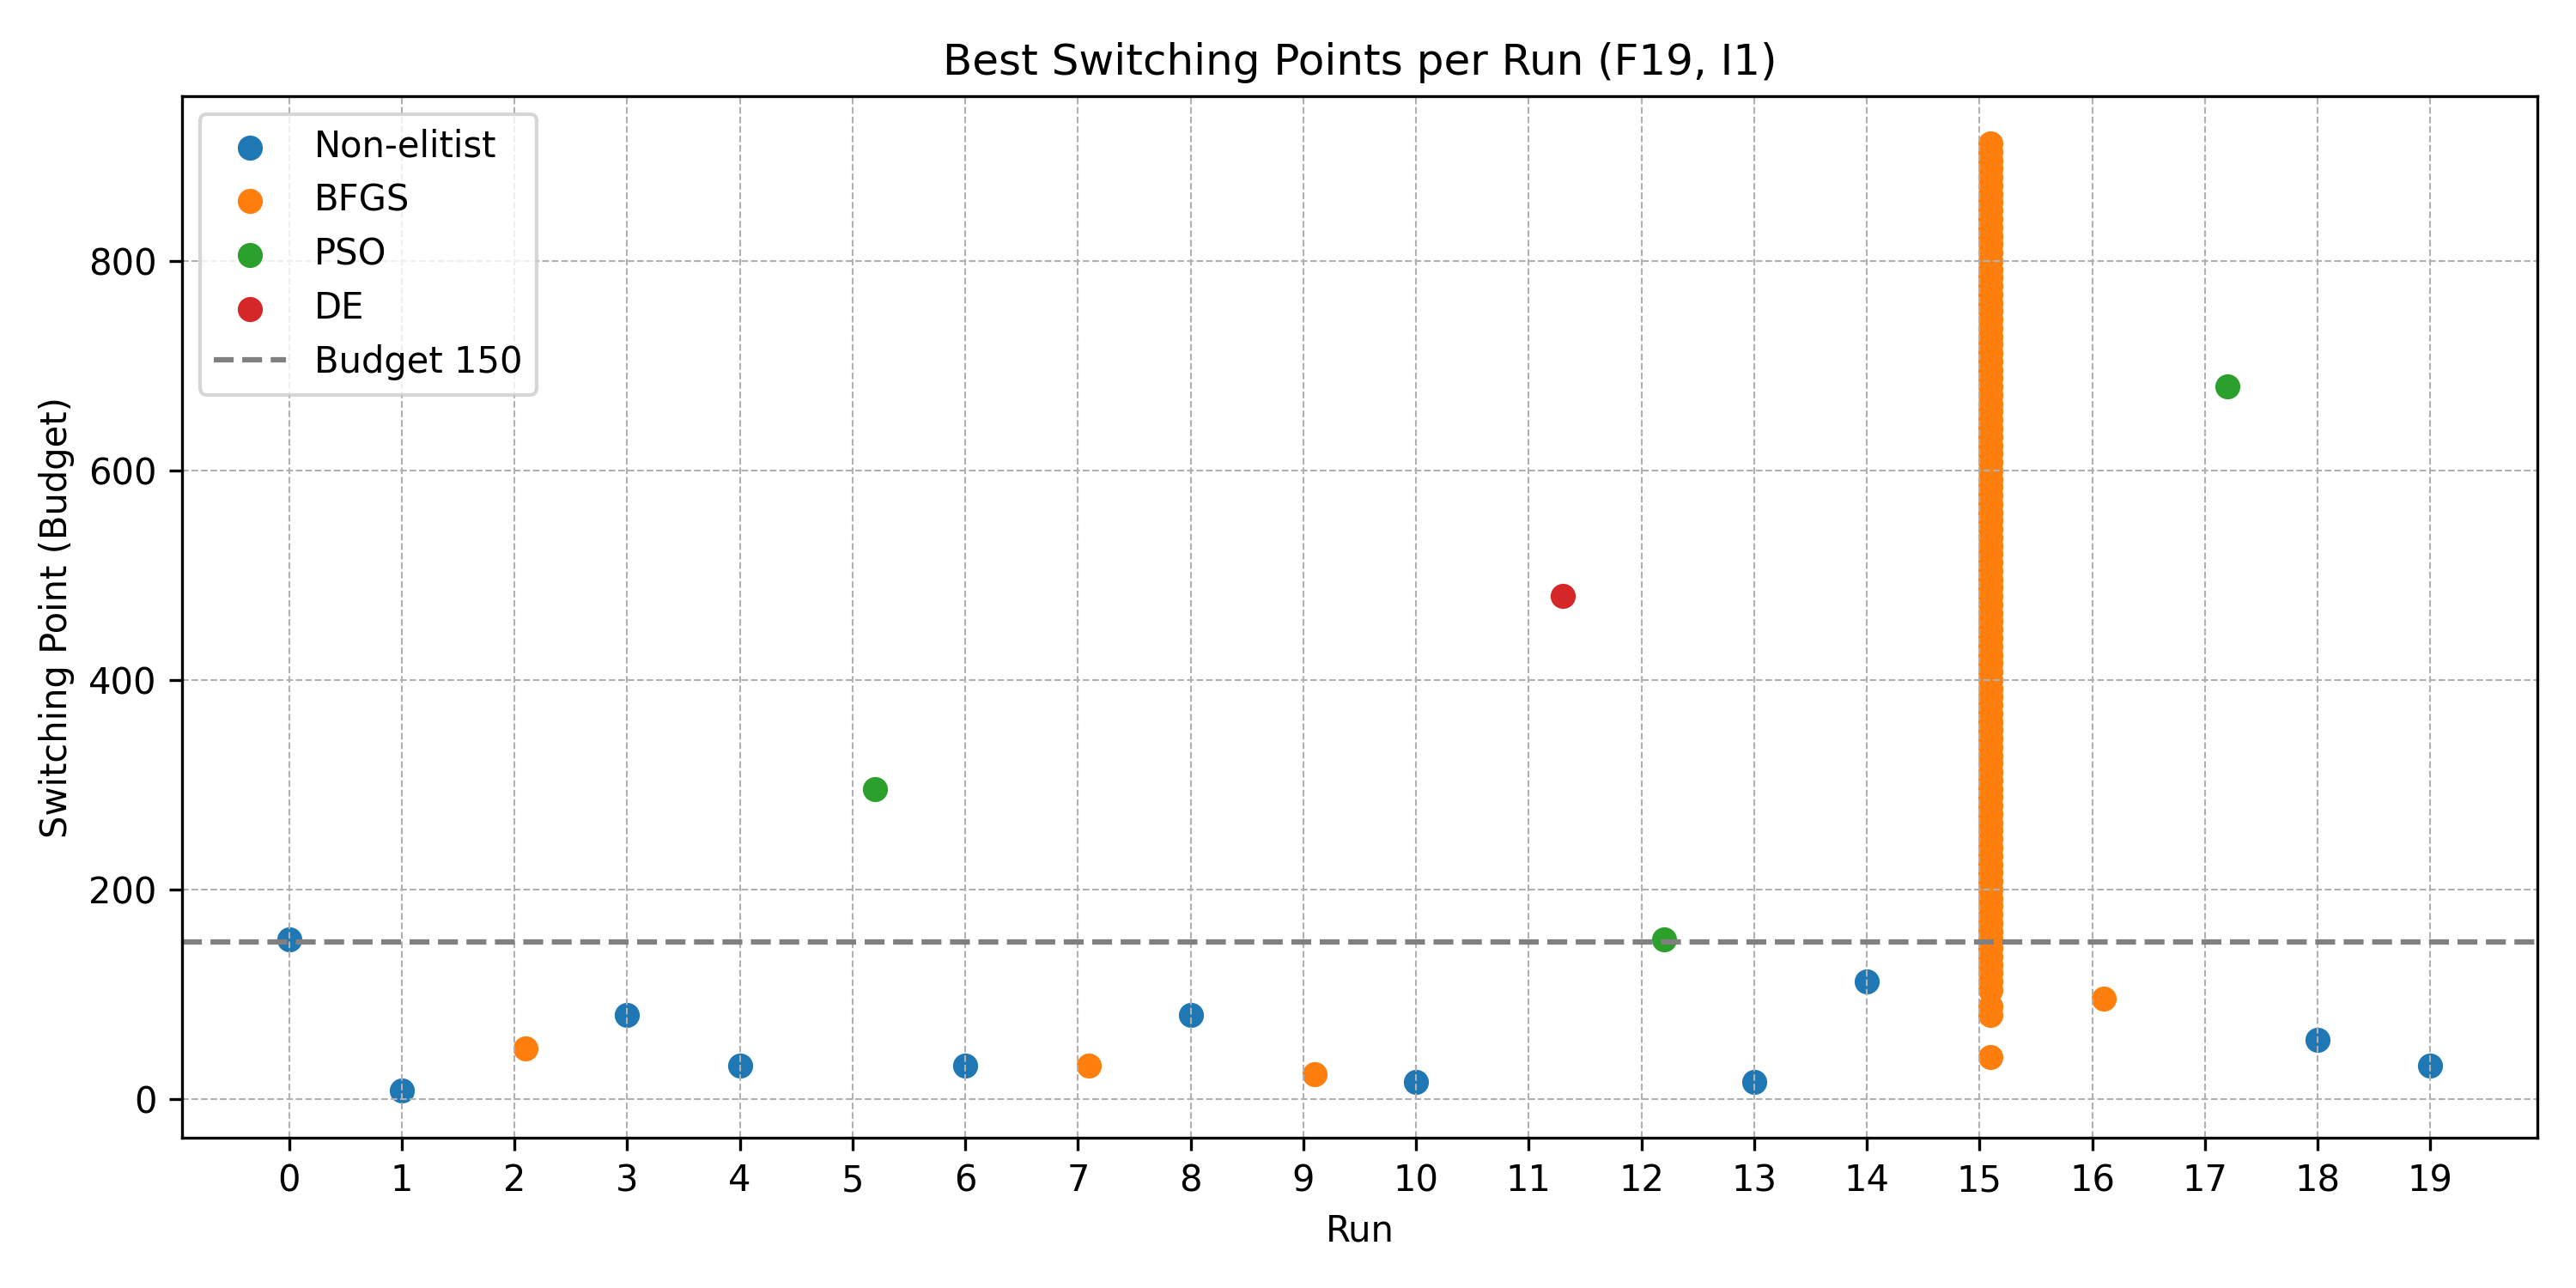 Best Switching Points per Run (F19, I1)
Non-elitist
BFGS
PSO
DE
Budget 150
Switching Point (Budget)
800
600
400
200
0
0 1 2 3 4 5 6 7 8 9 10 11 12 13 14 15 16 17 18 19
Run